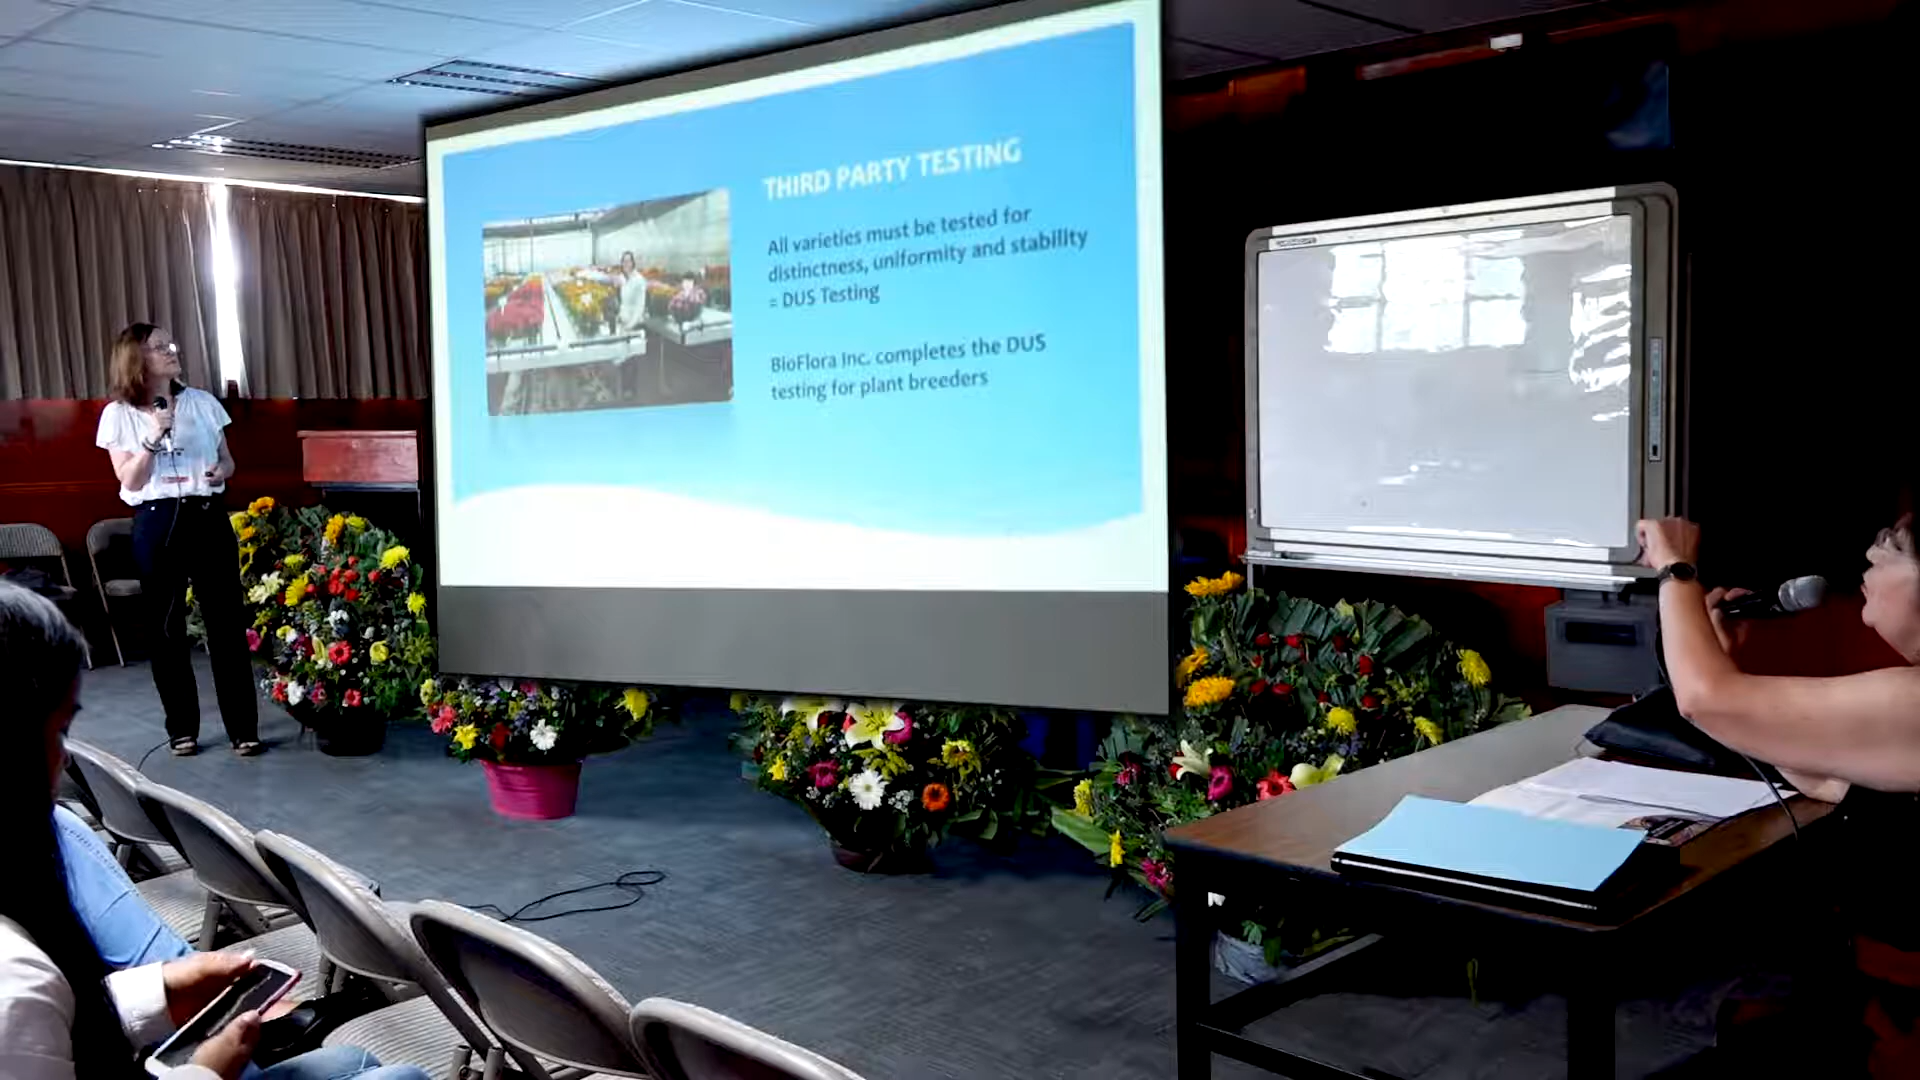 THIRD PARTY TESTING
All varieties must be tested for
distinctness, uniformity and stability
= DUS Testing
BioFlora Inc. completes the DUS
testing for plant breeders